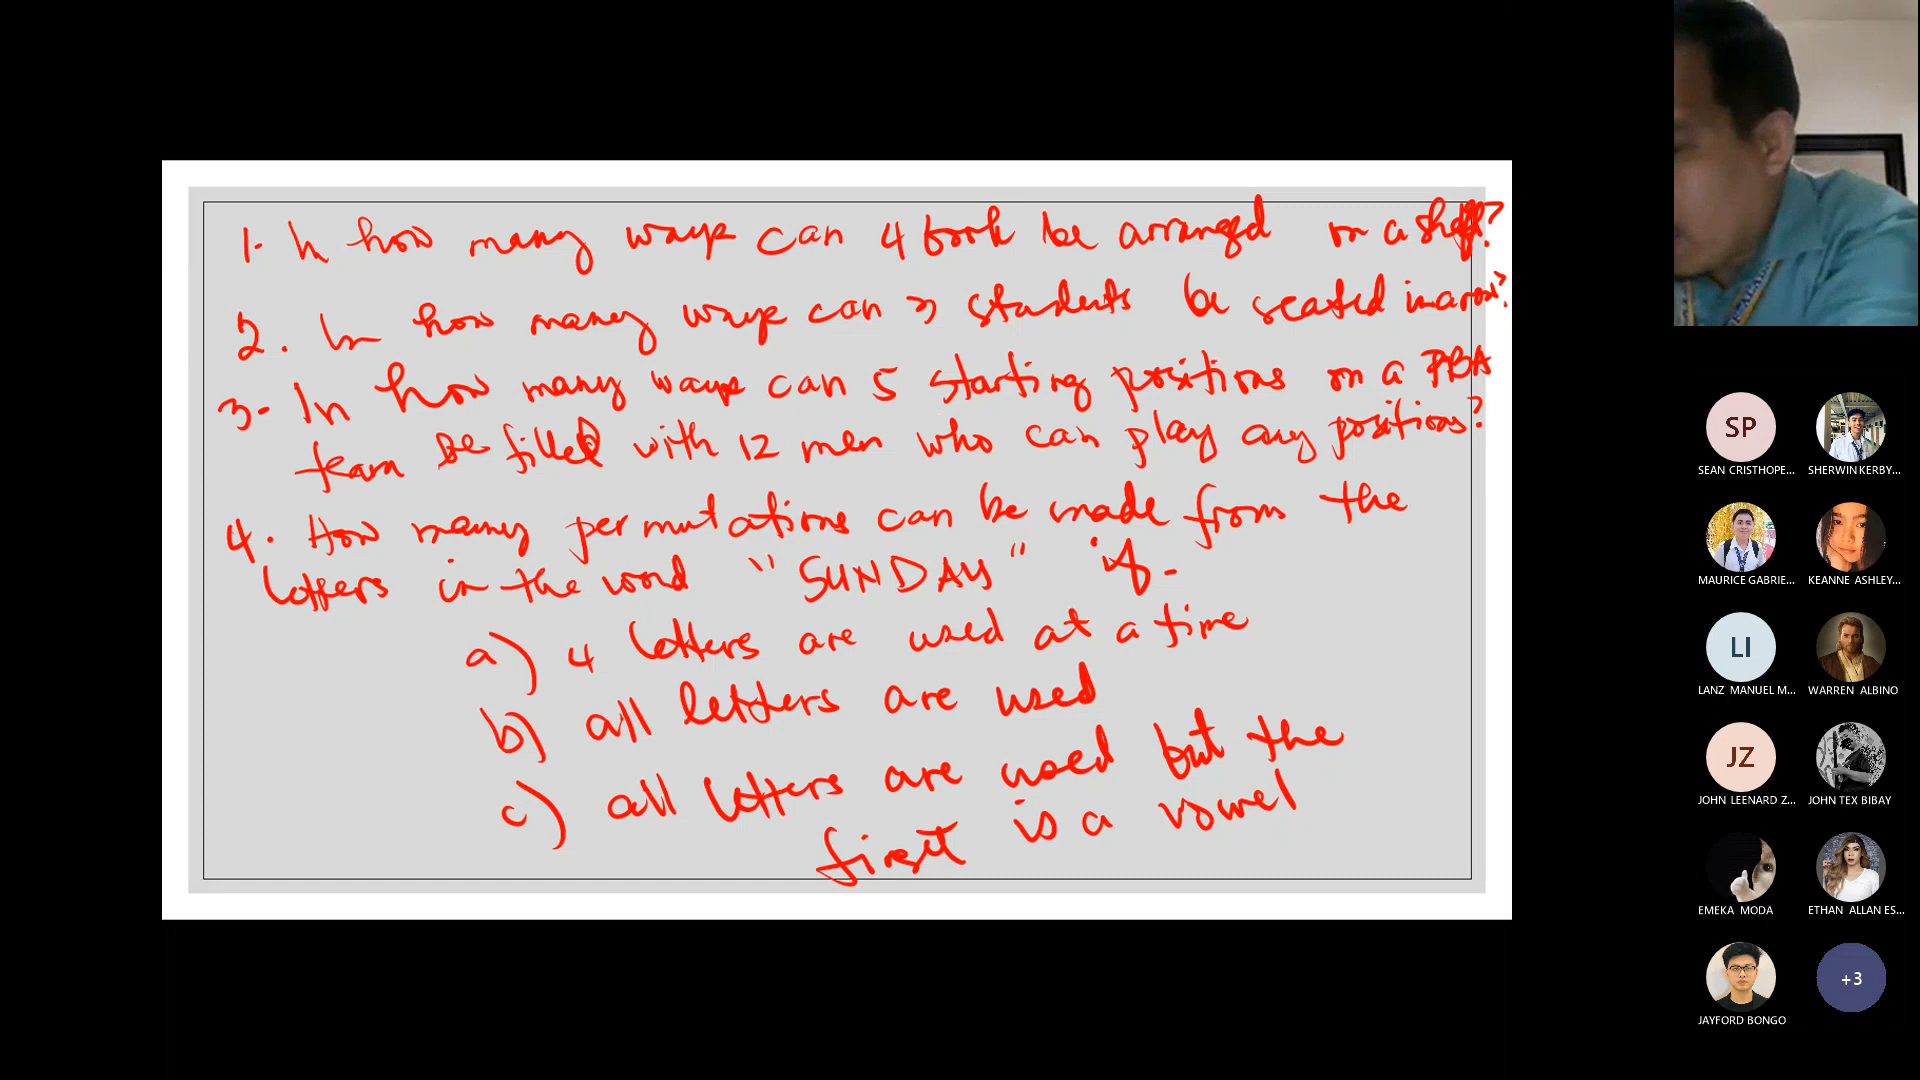 1. In how many ways can 4 book be arranged on a shelf?
2. In how many ways can students be seated in a row?
3. In how many ways can 5 starting positions on a PBA
team be filled with 12 men who can play any positions?
4. How many permutations can be made from the
letters in the word "SUNDAY" if.
a) 4 letters are used at a time
b) all letters are used
c) all letters are used but the
first is a vowel
SP
SEAN CRISTHOPE...
SHERWIN KERBY...
MAURICE GABRIE...
KEANNE ASHLEY...
LI
LANZ MANUEL M...
WARREN ALBINO
JZ
JOHN LEENARD Z...
JOHN TEX BIBAY
EMEKA MODA
ETHAN ALLAN ES...
JAYFORD BONGO
+3